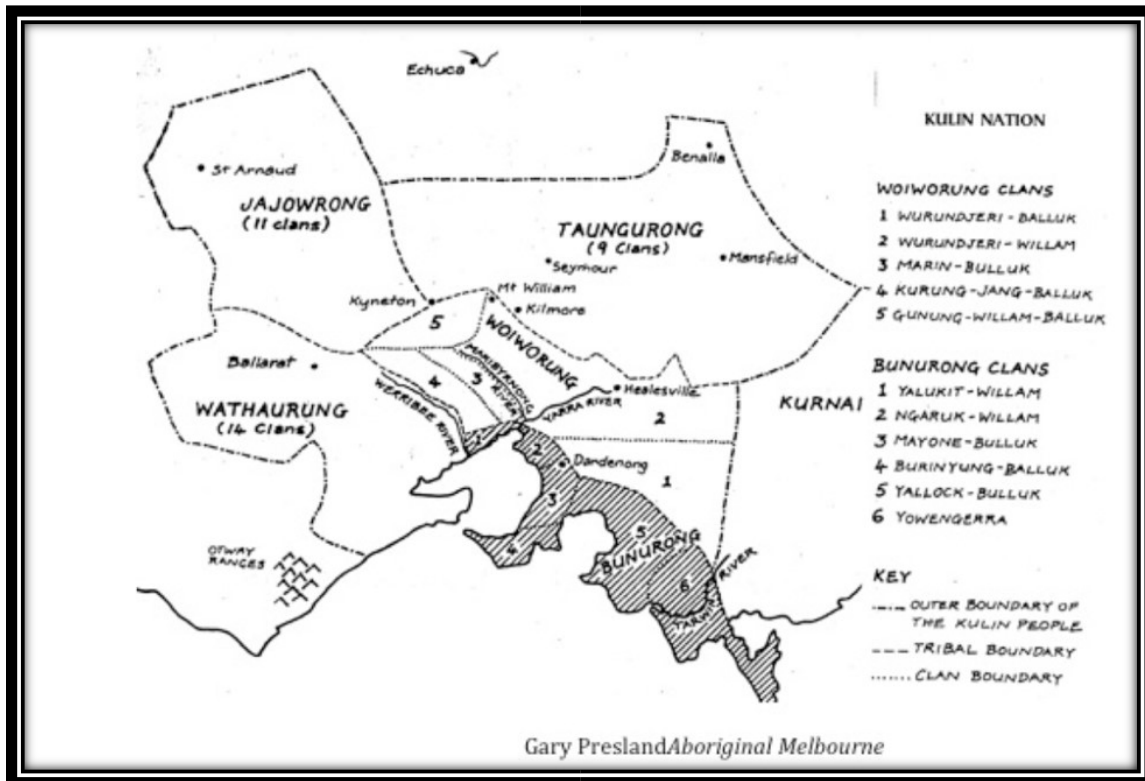 Echuca
St Arnaud
JAJOWRONG
(11 clans)
Benalla
TAUNGURONG
(9 Clans)
Seymour
Mansfield
Kyneton
Mt William
Kilmore
5
WOIWORUNG
MARIBYRNONG
RIVER
4
3
Ballarat
WERRIBEE RIVER
WATHAURUNG
(14 Clans)
Healesville
YARRA RIVER
2
KURNAI
1
2
Dandenong
1
3
4
5
BUNURONG
6
TARWIN
RIVER
OTWAY
RANGES
KULIN NATION
WOIWORUNG CLANS
1 WURUNDJERI-BALLUK
2 WURUNDJERI-WILLAM
3 MARIN-BULLUK
4 KURUNG-JANG-BALLUK
5 GUNUNG-WILLAM-BALLUK
BUNURONG CLANS
1 YALUKIT-WILLAM
2 NGARUK-WILLAM
3 MAYONE-BULLUK
4 BURINYUNG-BALLUK
5 YALLOCK-BULLUK
6 YOWENGERRA
KEY
OUTER BOUNDARY OF
THE KULIN PEOPLE
TRIBAL BOUNDARY
CLAN BOUNDARY
Gary PreslandAboriginal Melbourne